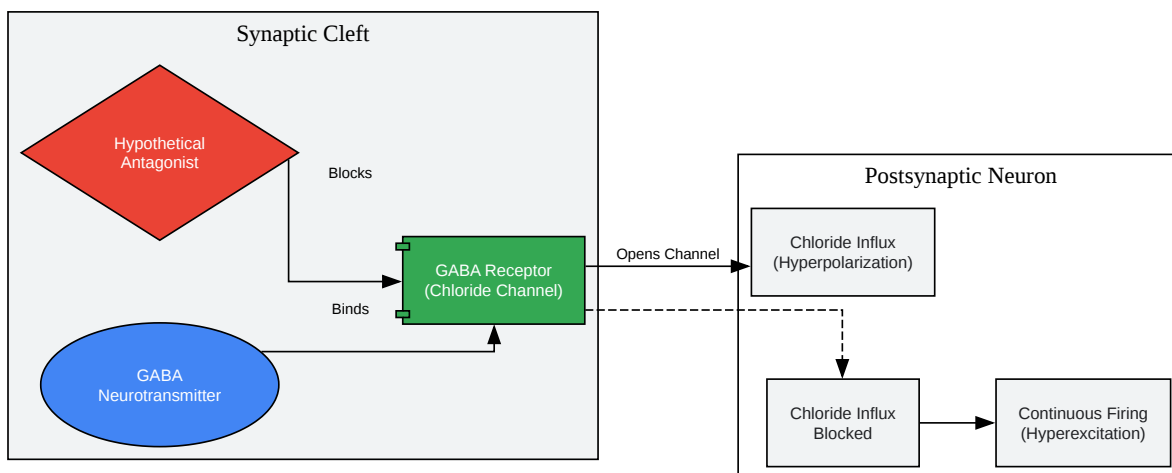 Synaptic Cleft
Hypothetical
Antagonist
Blocks
GABA Receptor
(Chloride Channel)
Binds
GABA
Neurotransmitter
Opens Channel
Postsynaptic Neuron
Chloride Influx
(Hyperpolarization)
Chloride Influx
Blocked
Continuous Firing
(Hyperexcitation)